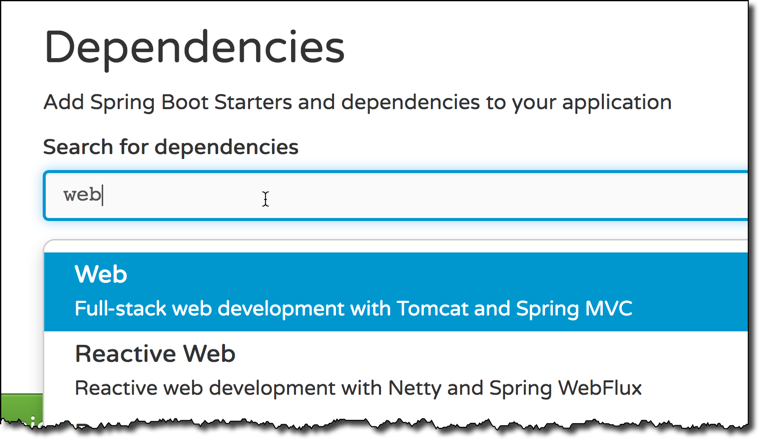 Dependencies
Add Spring Boot Starters and dependencies to your application
Search for dependencies
web
Web
Full-stack web development with Tomcat and Spring MVC
Reactive Web
Reactive web development with Netty and Spring WebFlux